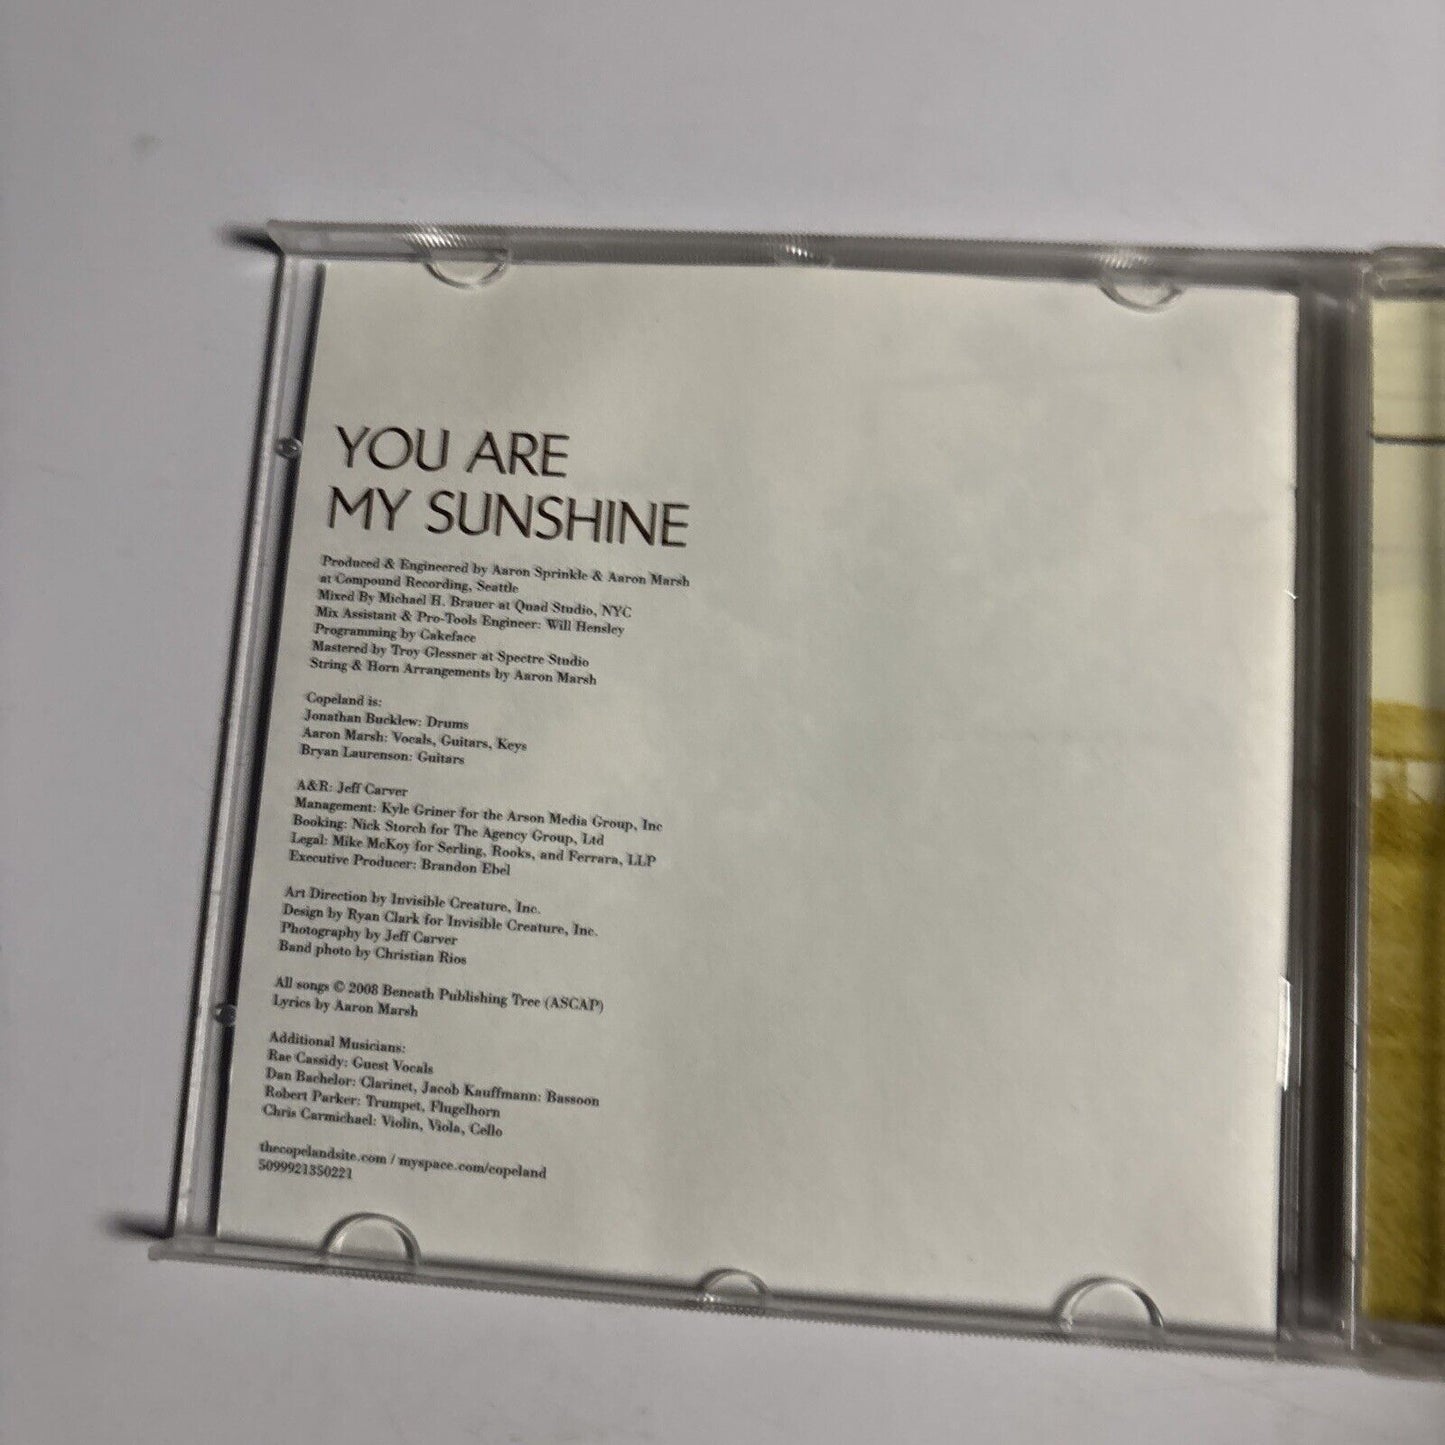 YOU ARE
MY SUNSHINE
Produced & Engineered by Aaron Sprinkle & Aaron Marsh
at Compound Recording, Seattle
Mixed By Michael H. Brauer at Quad Studio, NYC
Mix Assistant & Pro-Tools Engineer: Will Hensley
Programming by Cakeface
Mastered by Troy Glessner at Spectre Studio
String & Horn Arrangements by Aaron Marsh
Copeland is:
Jonathan Bucklew: Drums
Aaron Marsh: Vocals, Guitars, Keys
Bryan Laurenson: Guitars
A&R: Jeff Carver
Management: Kyle Griner for the Arson Media Group, Inc
Booking: Nick Storch for The Agency Group, Ltd
Legal: Mike McKoy for Serling, Rooks, and Ferrara, LLP
Executive Producer: Brandon Ebel
Art Direction by Invisible Creature, Inc.
Design by Ryan Clark for Invisible Creature, Inc.
Photography by Jeff Carver
Band photo by Christian Rios
All songs © 2008 Beneath Publishing Tree (ASCAP)
Lyrics by Aaron Marsh
Additional Musicians:
Rae Cassidy: Guest Vocals
Dan Bachelor: Clarinet, Jacob Kauffmann: Bassoon
Robert Parker: Trumpet, Flugelhorn
Chris Carmichael: Violin, Viola, Cello
thecopelandsite.com / myspace.com/copeland
5099921350221